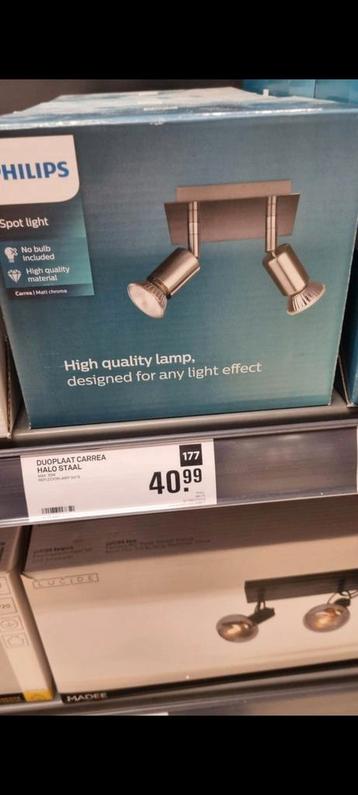 PHILIPS
Spot light
No bulb
included
High quality
material
Carrea | Matt chrome
High quality lamp,
designed for any light effect
DUOPLAAT CARREA
HALO STAAL
177
40.99
LUCIDE
MADEE